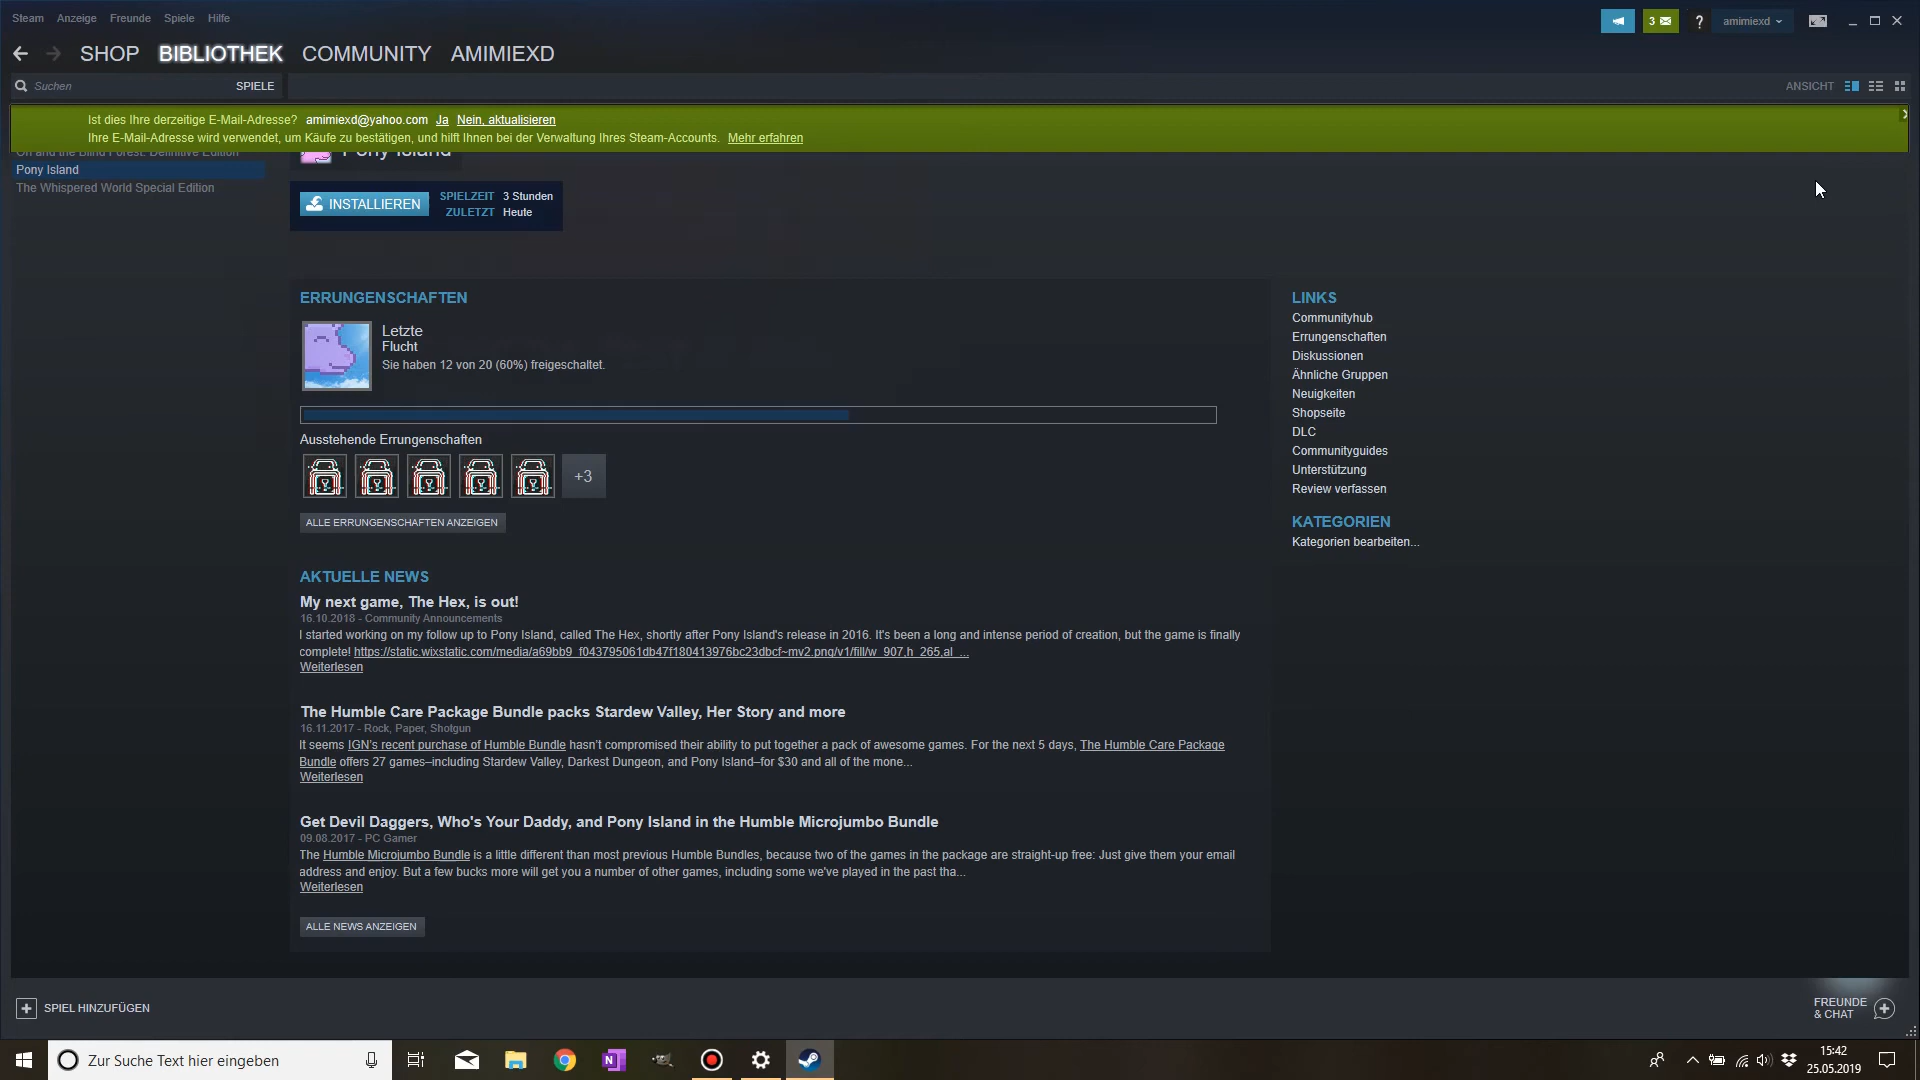 Steam Anzeige Freunde Spiele Hilfe
3 ? amimiexd
SHOP BIBLIOTHEK COMMUNITY AMIMIEXD
Suchen SPIELE ANSICHT
Ist dies Ihre derzeitige E-Mail-Adresse? amimiexd@yahoo.com Ja Nein, aktualisieren
Ihre E-Mail-Adresse wird verwendet, um Käufe zu bestätigen, und hilft Ihnen bei der Verwaltung Ihres Steam-Accounts. Mehr erfahren
Ori and the Blind Forest: Definitive Edition
Pony Island
Pony Island
The Whispered World Special Edition
INSTALLIEREN
SPIELZEIT 3 Stunden
ZULETZT Heute
ERRUNGENSCHAFTEN
Letzte
Flucht
Sie haben 12 von 20 (60%) freigeschaltet.
Ausstehende Errungenschaften
+3
ALLE ERRUNGENSCHAFTEN ANZEIGEN
AKTUELLE NEWS
My next game, The Hex, is out!
16.10.2018 - Community Announcements
I started working on my follow up to Pony Island, called The Hex, shortly after Pony Island's release in 2016. It's been a long and intense period of creation, but the game is finally
complete! https://static.wixstatic.com/media/a69bb9_f043795061db47f180413976bc23dbcf~mv2.png/v1/fill/w_907,h_265,al_...
Weiterlesen
The Humble Care Package Bundle packs Stardew Valley, Her Story and more
16.11.2017 - Rock, Paper, Shotgun
It seems IGN's recent purchase of Humble Bundle hasn't compromised their ability to put together a pack of awesome games. For the next 5 days, The Humble Care Package
Bundle offers 27 games–including Stardew Valley, Darkest Dungeon, and Pony Island–for $30 and all of the mone...
Weiterlesen
Get Devil Daggers, Who's Your Daddy, and Pony Island in the Humble Microjumbo Bundle
09.08.2017 - PC Gamer
The Humble Microjumbo Bundle is a little different than most previous Humble Bundles, because two of the games in the package are straight-up free: Just give them your email
address and enjoy. But a few bucks more will get you a number of other games, including some we've played in the past tha...
Weiterlesen
ALLE NEWS ANZEIGEN
LINKS
Communityhub
Errungenschaften
Diskussionen
Ähnliche Gruppen
Neuigkeiten
Shopseite
DLC
Communityguides
Unterstützung
Review verfassen
KATEGORIEN
Kategorien bearbeiten...
SPIEL HINZUFÜGEN
FREUNDE
& CHAT
Zur Suche Text hier eingeben
15:42
25.05.2019